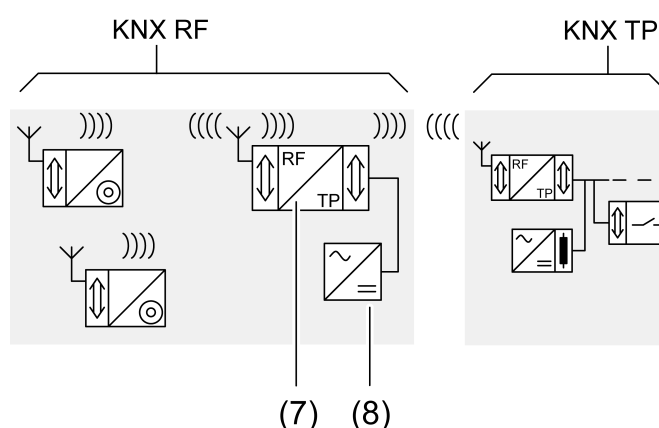 KNX RF
KNX TP
RF
TP
RF
TP
(7)
(8)